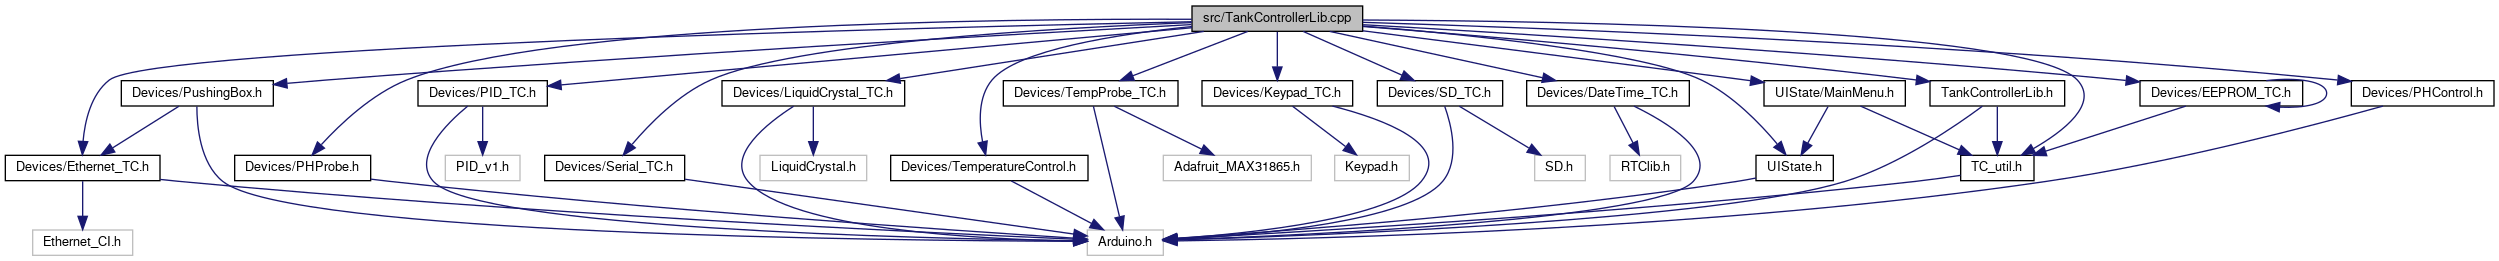 src/TankControllerLib.cpp
Devices/PushingBox.h
Devices/PID_TC.h
Devices/LiquidCrystal_TC.h
Devices/TempProbe_TC.h
Devices/Keypad_TC.h
Devices/SD_TC.h
Devices/DateTime_TC.h
UIState/MainMenu.h
TankControllerLib.h
Devices/EEPROM_TC.h
Devices/PHControl.h
Devices/Ethernet_TC.h
Devices/PHProbe.h
PID_v1.h
Devices/Serial_TC.h
LiquidCrystal.h
Devices/TemperatureControl.h
Adafruit_MAX31865.h
Keypad.h
SD.h
RTClib.h
UIState.h
TC_util.h
Ethernet_CI.h
Arduino.h